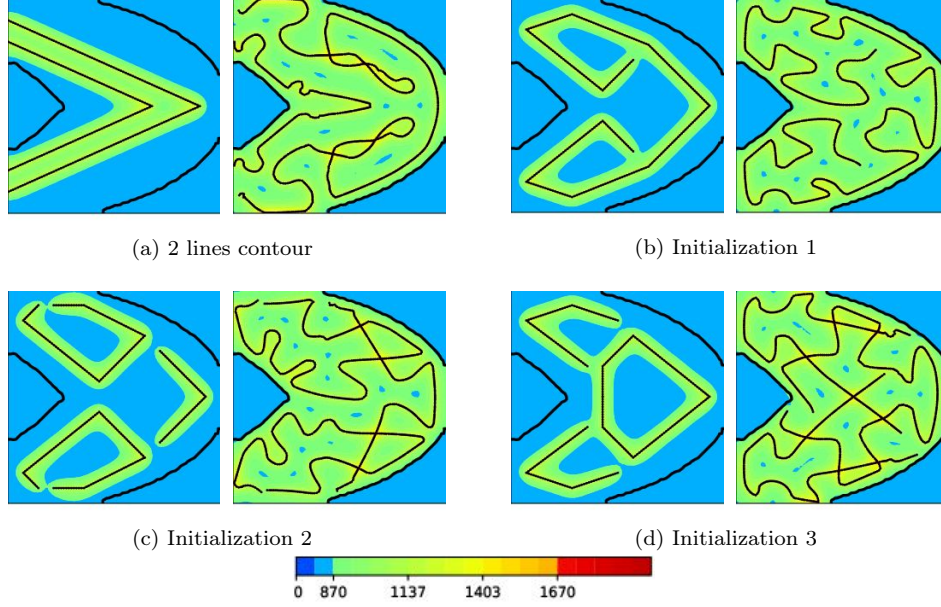 (a) 2 lines contour
(b) Initialization 1
(c) Initialization 2
(d) Initialization 3
0 870 1137 1403 1670